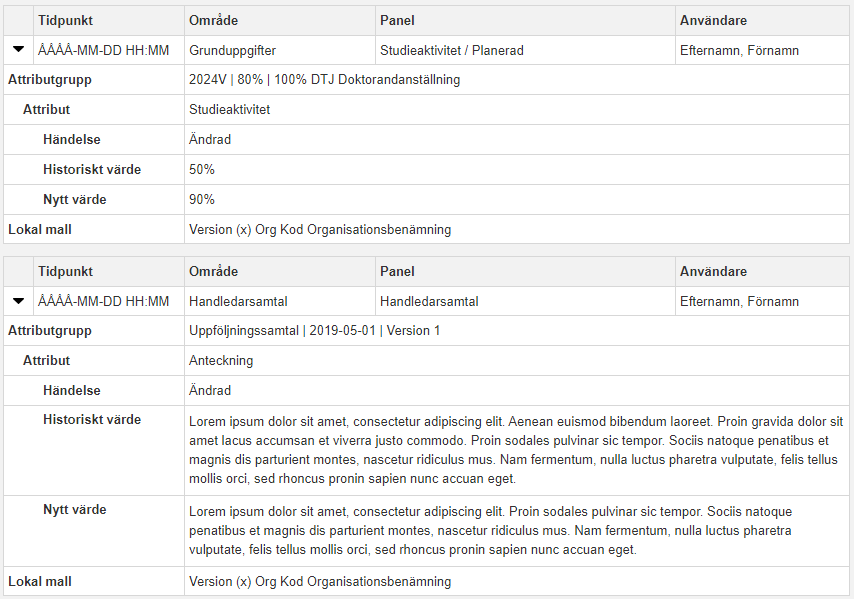 Tidpunkt Område Panel Användare
ÅÅÅÅ-MM-DD HH:MM Grunduppgifter Studieaktivitet / Planerad Efternamn, Förnamn
Attributgrupp 2024V | 80% | 100% DTJ Doktorandanställning
Attribut Studieaktivitet
Händelse Ändrad
Historiskt värde 50%
Nytt värde 90%
Lokal mall Version (x) Org Kod Organisationsbenämning
Tidpunkt Område Panel Användare
ÅÅÅÅ-MM-DD HH:MM Handledarsamtal Handledarsamtal Efternamn, Förnamn
Attributgrupp Uppföljningssamtal | 2019-05-01 | Version 1
Attribut Anteckning
Händelse Ändrad
Historiskt värde Lorem ipsum dolor sit amet, consectetur adipiscing elit. Aenean euismod bibendum laoreet. Proin gravida dolor sit
amet lacus accumsan et viverra justo commodo. Proin sodales pulvinar sic tempor. Sociis natoque penatibus et
magnis dis parturient montes, nascetur ridiculus mus. Nam fermentum, nulla luctus pharetra vulputate, felis tellus
mollis orci, sed rhoncus pronin sapien nunc accuan eget.
Nytt värde Lorem ipsum dolor sit amet, consectetur adipiscing elit. Proin sodales pulvinar sic tempor. Sociis natoque
penatibus et magnis dis parturient montes, nascetur ridiculus mus. Nam fermentum, nulla luctus pharetra
vulputate, felis tellus mollis orci, sed rhoncus pronin sapien nunc accuan eget.
Lokal mall Version (x) Org Kod Organisationsbenämning